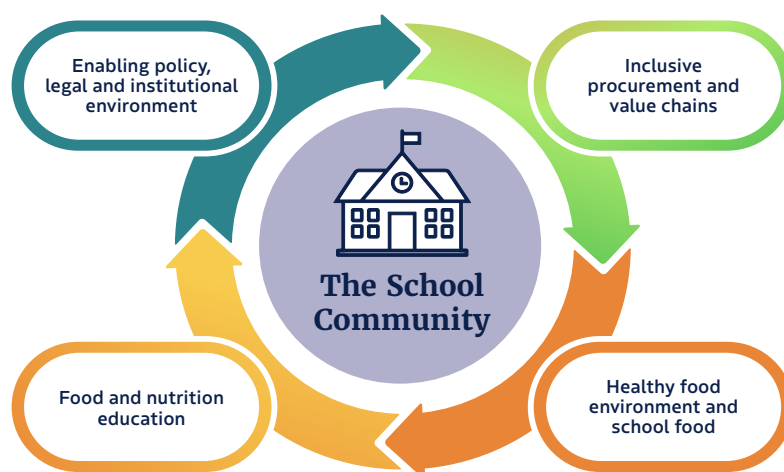 Enabling policy,
legal and institutional
environment
Inclusive
procurement and
value chains
The School
Community
Food and nutrition
education
Healthy food
environment and
school food